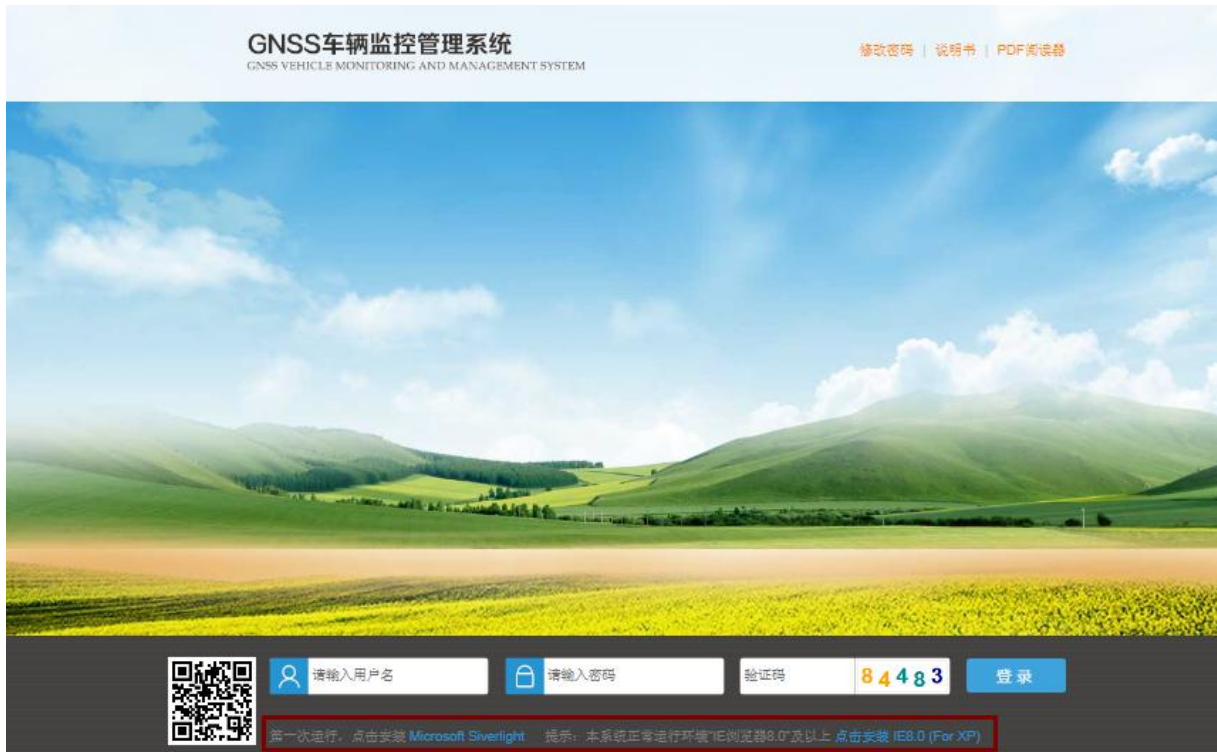 GNSS车辆监控管理系统
GNSS VEHICLE MONITORING AND MANAGEMENT SYSTEM
修改密码 | 说明书 | PDF阅读器
请输入用户名
请输入密码
验证码
84483
登录
第一次运行，点击安装 Microsoft Siverlight 提示：本系统正常运行环境"IE浏览器8.0"及以上 点击安装 IE8.0 (For XP)